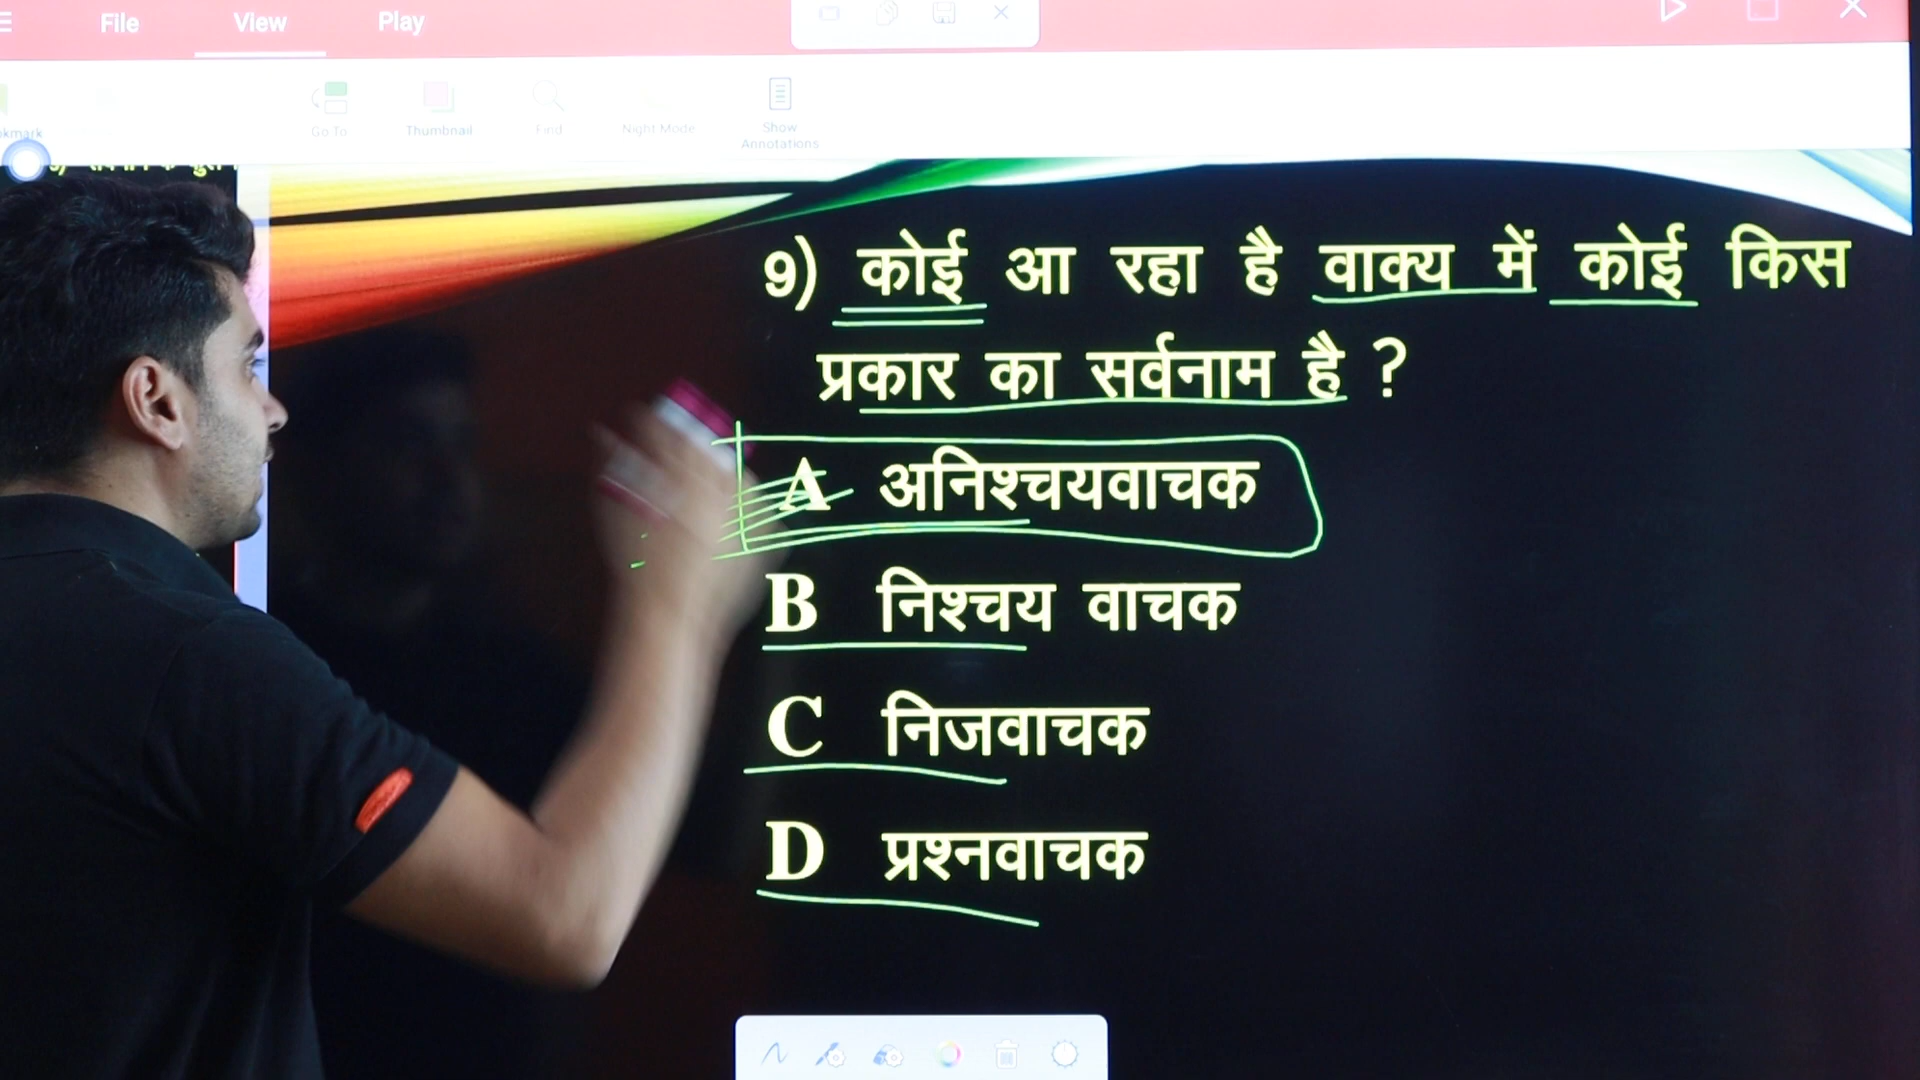 File View Play
Go To Thumbnail Find Night Mode Show Annotations
9) कोई आ रहा है वाक्य में कोई किस
प्रकार का सर्वनाम है ?
A अनिश्चयवाचक
B निश्चय वाचक
C निजवाचक
D प्रश्नवाचक